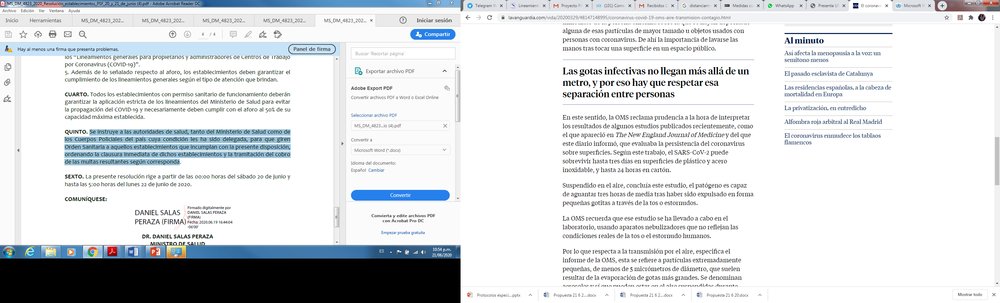 MS_DM_4823_2020_Resolución_establecimientos_PSF_20_y_21_de_junio (4).pdf - Adobe Acrobat Reader DC
Archivo Edición Ver Ventana Ayuda
Inicio Herramientas MS_DM_4823_202... MS_DM_4823_202... MS_DM_4823_202... MS_DM_4823_202... MS_DM_4823_202... Iniciar sesión
4 / 4 Compartir
Hay al menos una firma que presenta problemas. Panel de firma
los “Lineamientos generales para propietarios y administradores de Centros de Trabajo
por Coronavirus (COVID-19)”.
5. Además de lo señalado respecto al aforo, los establecimientos deben garantizar el
cumplimiento de los lineamientos generales según el tipo de atención que brindan.
CUARTO. Todos los establecimientos con permiso sanitario de funcionamiento deberán
garantizar la aplicación estricta de los lineamientos del Ministerio de Salud para evitar
la propagación del COVID-19 y necesariamente deben cumplir con el aforo al 50% de su
capacidad máxima establecida.
QUINTO. Se instruye a las autoridades de salud, tanto del Ministerio de Salud como de
los Cuerpos Policiales del país cuya condición les ha sido delegada, para que giren
Orden Sanitaria a aquellos establecimientos que incumplan con la presente disposición,
ordenando la clausura inmediata de dichos establecimientos y la tramitación del cobro
de las multas resultantes según corresponda.
SEXTO. La presente resolución rige a partir de las 00:00 horas del sábado 20 de junio y
hasta las 5:00 horas del lunes 22 de junio de 2020.
COMUNÍQUESE:
DANIEL SALAS
PERAZA (FIRMA)
Firmado digitalmente por
DANIEL SALAS PERAZA
(FIRMA)
Fecha: 2020.06.19 16:44:04
-06'00'
DR. DANIEL SALAS PERAZA
MINISTRO DE SALUD
Buscar 'Recortar página'
Exportar archivo PDF
Adobe Export PDF
Convertir archivos PDF a Word o Excel Online
Seleccionar archivo PDF
MS_DM_4823...io (4).pdf
Convertir a
Microsoft Word (*.docx)
Idioma del documento:
Español Cambiar
Convertir
Convierta y edite archivos PDF
con Acrobat Pro DC
Empezar prueba gratuita
ES
10:54 p.m.
21/06/2020
Telegram W Lineamient Proyecto Pi (101) Corre Recibidos distanciami Medidas co WhatsApp Presenta UN El coronavi Microsoft W
lavanguardia.com/vida/20200329/48147148995/coronavirus-covid-19-oms-aire-transmision-contagio.html
alguna de esas partículas de mayor tamaño u objetos usados con
personas con coronavirus. De ahí la importancia de lavarse las
manos tras tocar una superficie en un espacio público.
Las gotas infectivas no llegan más allá de un
metro, y por eso hay que respetar esa
separación entre personas
En este sentido, la OMS reclama prudencia a la hora de interpretar
los resultados de algunos estudios publicados recientemente, como
el que apareció en The New England Journal of Medicine y del que
este diario informó, que evaluaba la persistencia del coronavirus
sobre superficies. Según este trabajo, el SARS-CoV-2 puede
sobrevivir hasta tres días en superficies de plástico y acero
inoxidable, y hasta 24 horas en cartón.
Suspendido en el aire, concluía este estudio, el patógeno es capaz
de aguantar tres horas de media tras haber sido expulsado en forma
pequeñas gotitas a través de la tos o estornudos.
La OMS recuerda que ese estudio se ha llevado a cabo en el
laboratorio, usando aparatos nebulizadores que no reflejan las
condiciones reales de la tos o el estornudo humanos.
Por lo que respecta a la transmisión por el aire, especifica el
informe de la OMS, esta se refiere a partículas extremadamente
pequeñas, de menos de 5 micrómetros de diámetro, que suelen
resultar de la evaporación de gotas más grandes. Se denominan
aerosoles y sí que pueden estar en el aire suspendidas durante
Al minuto
Así afecta la menopausia a la voz: un
semitono menos
El pasado esclavista de Catalunya
Las residencias españolas, a la cabeza de
mortalidad en Europa
La privatización, en entredicho
Alfombra roja arbitral al Real Madrid
El coronavirus enmudece los tablaos
flamencos
Protocolos especí....pptx Propuesta 21 6 2....docx Propuesta 21 6 2....docx Propuesta 21 6 20.docx Mostrar todo